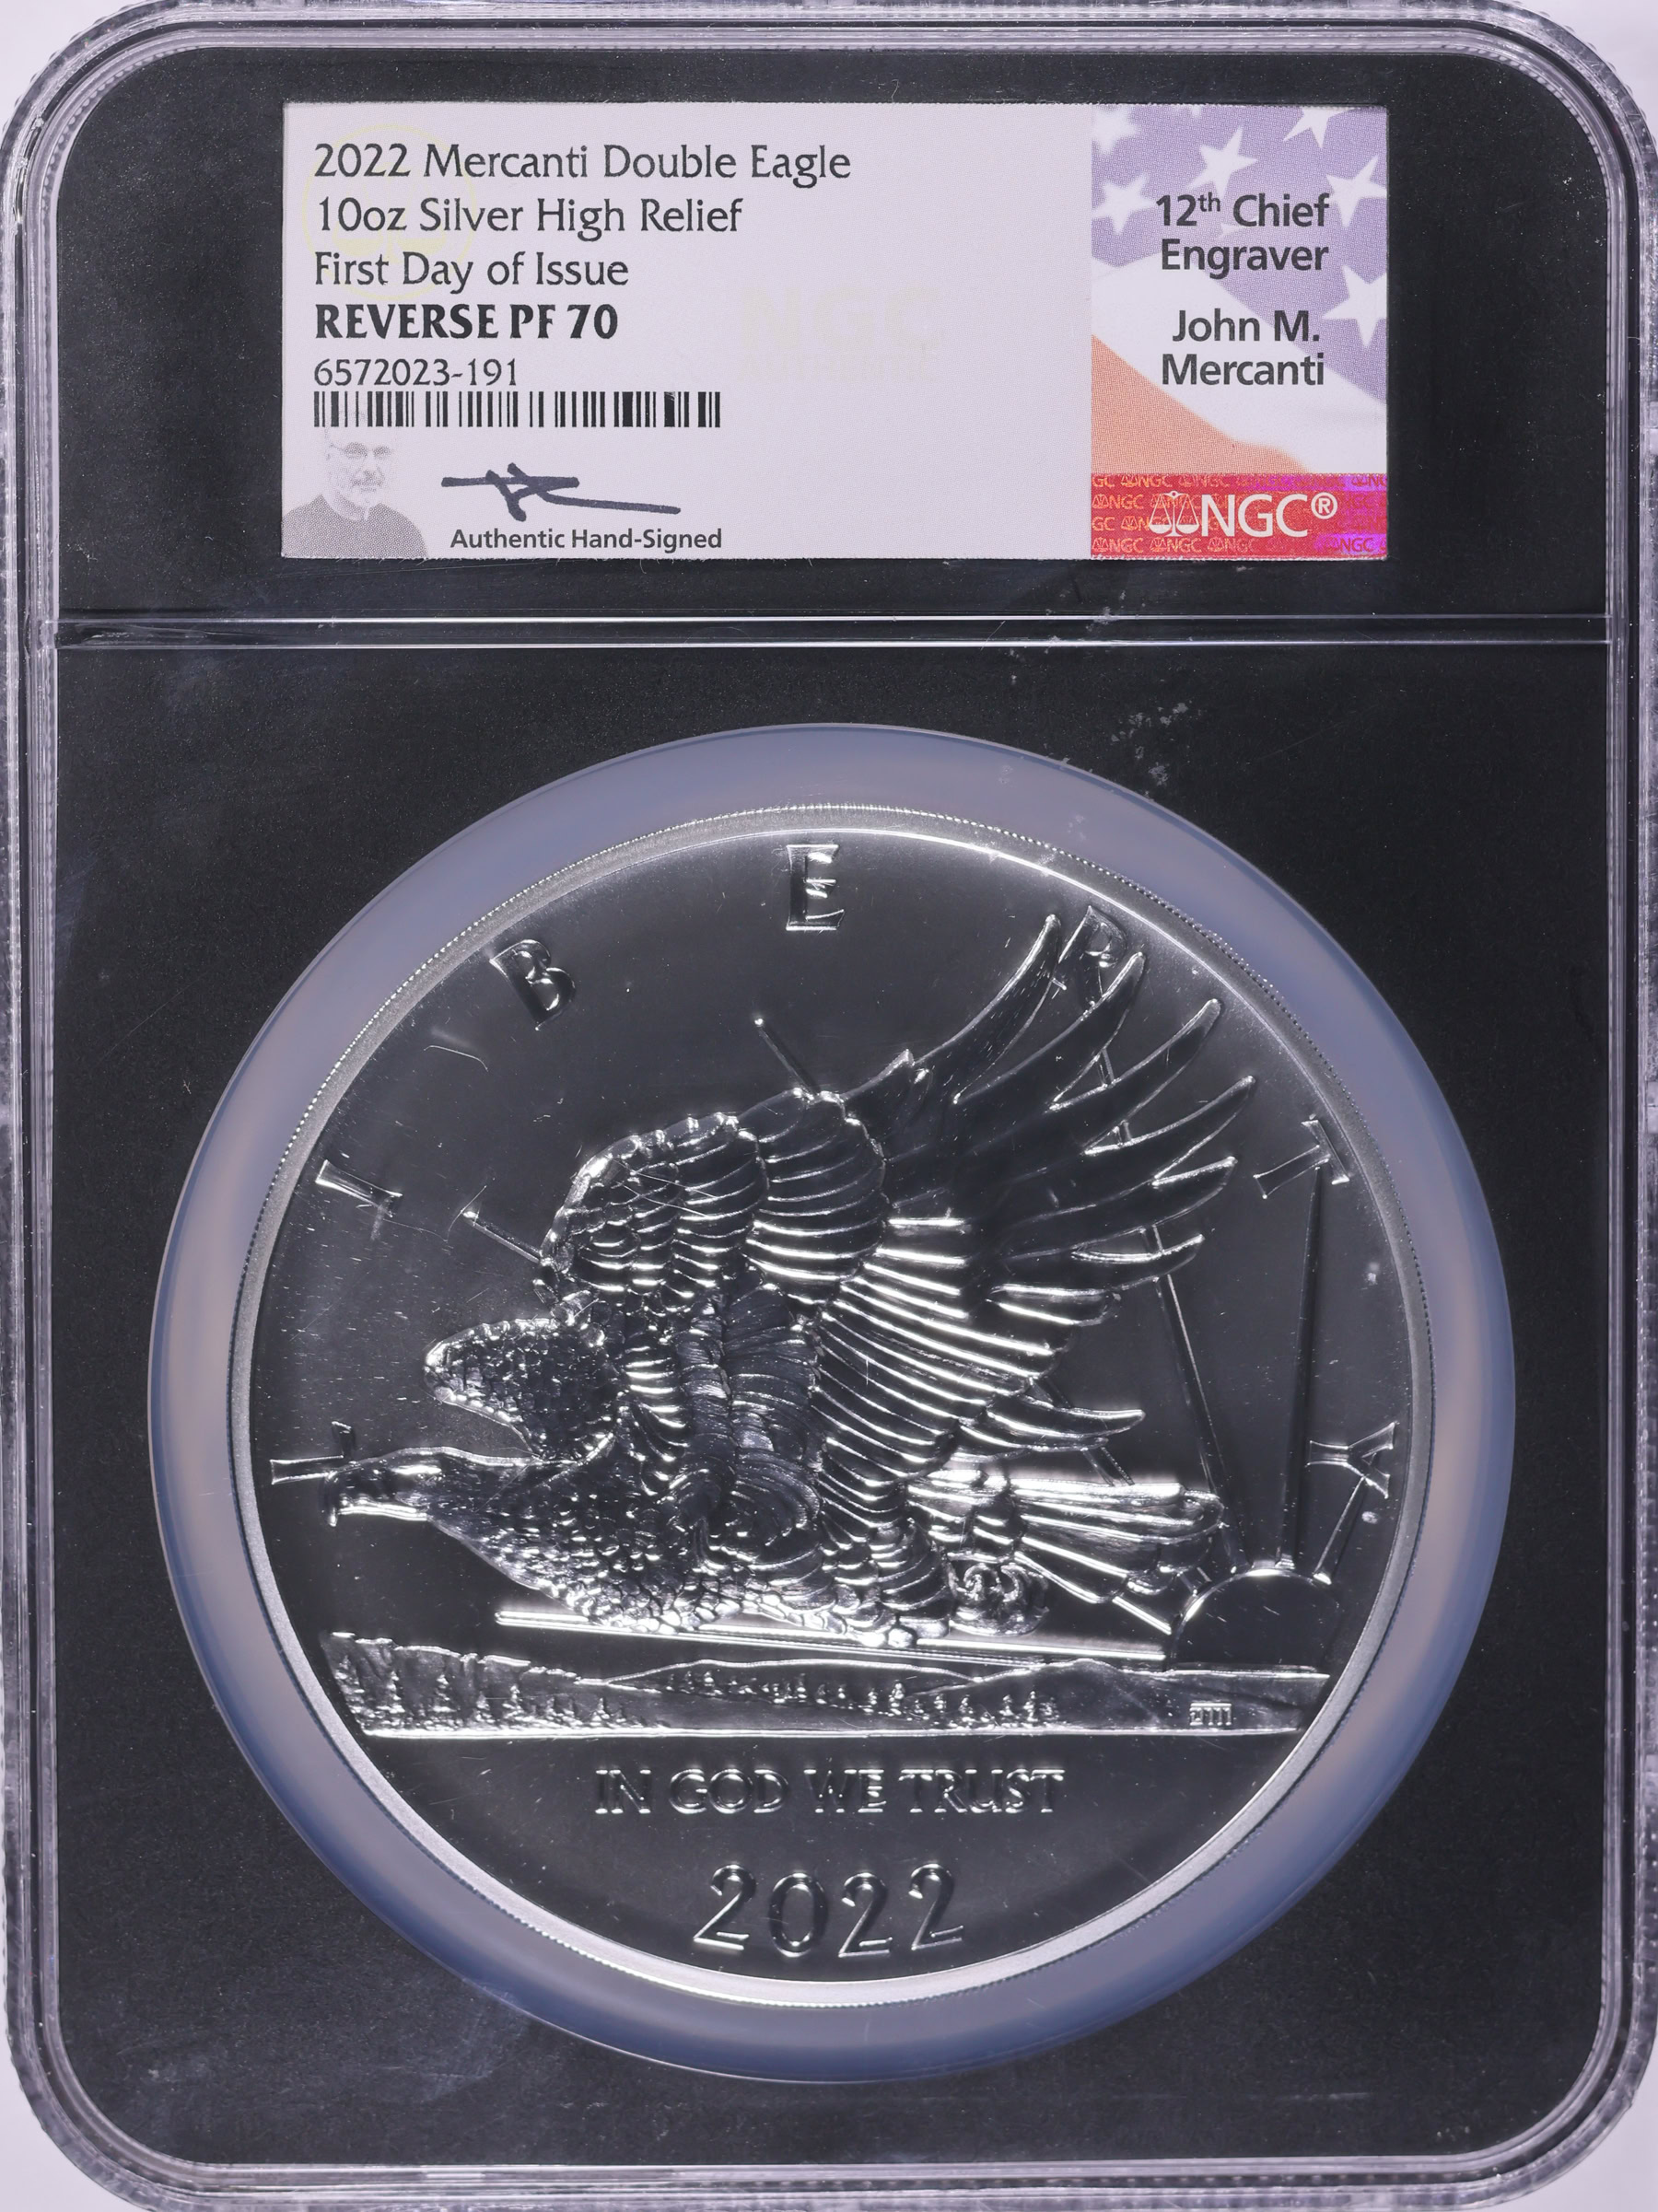 2022 Mercanti Double Eagle
10oz Silver High Relief
First Day of Issue
REVERSE PF 70
6572023-191
Authentic Hand-Signed
12th Chief
Engraver
John M.
Mercanti
NGC®
LIBERTY
JMM
IN GOD WE TRUST
2022